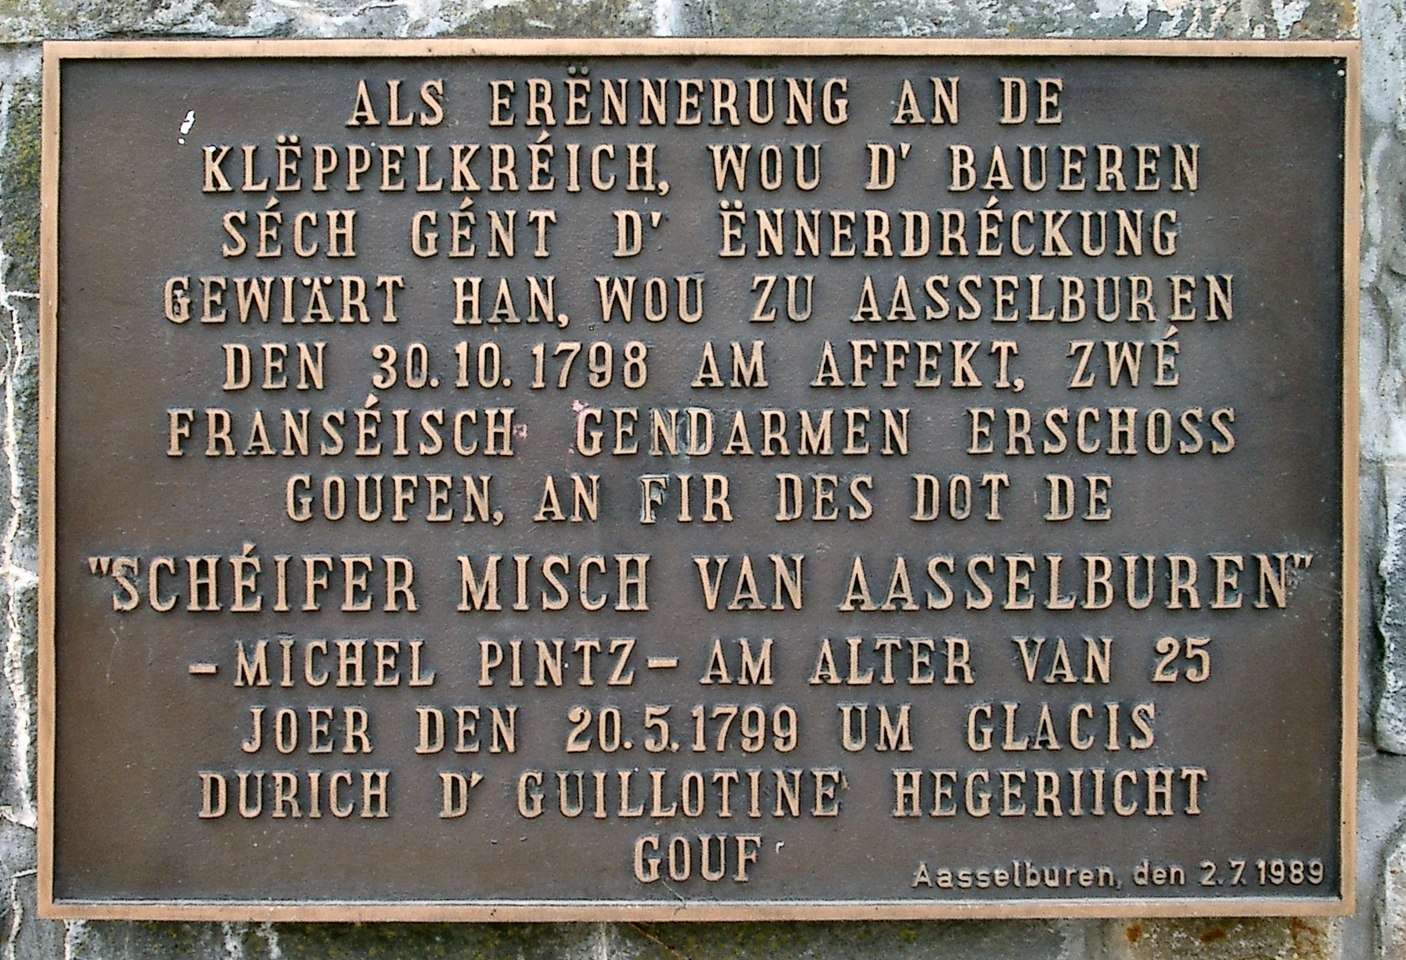 ALS ERËNNERUNG AN DE
KLËPPELKRÉICH, WOU D' BAUEREN
SÉCH GÉNT D' ËNNERDRÉCKUNG
GEWIÄRT HAN, WOU ZU AASSELBUREN
DEN 30.10.1798 AM AFFEKT, ZWÉ
FRANSÉISCH GENDARMEN ERSCHOSS
GOUFEN, AN FIR DES DOT DE
"SCHÉIFER MISCH VAN AASSELBUREN"
-MICHEL PINTZ- AM ALTER VAN 25
JOER DEN 20.5.1799 UM GLACIS
DURICH D' GUILLOTINE HEGERIICHT
GOUF
Aasselburen, den 2.7.1989